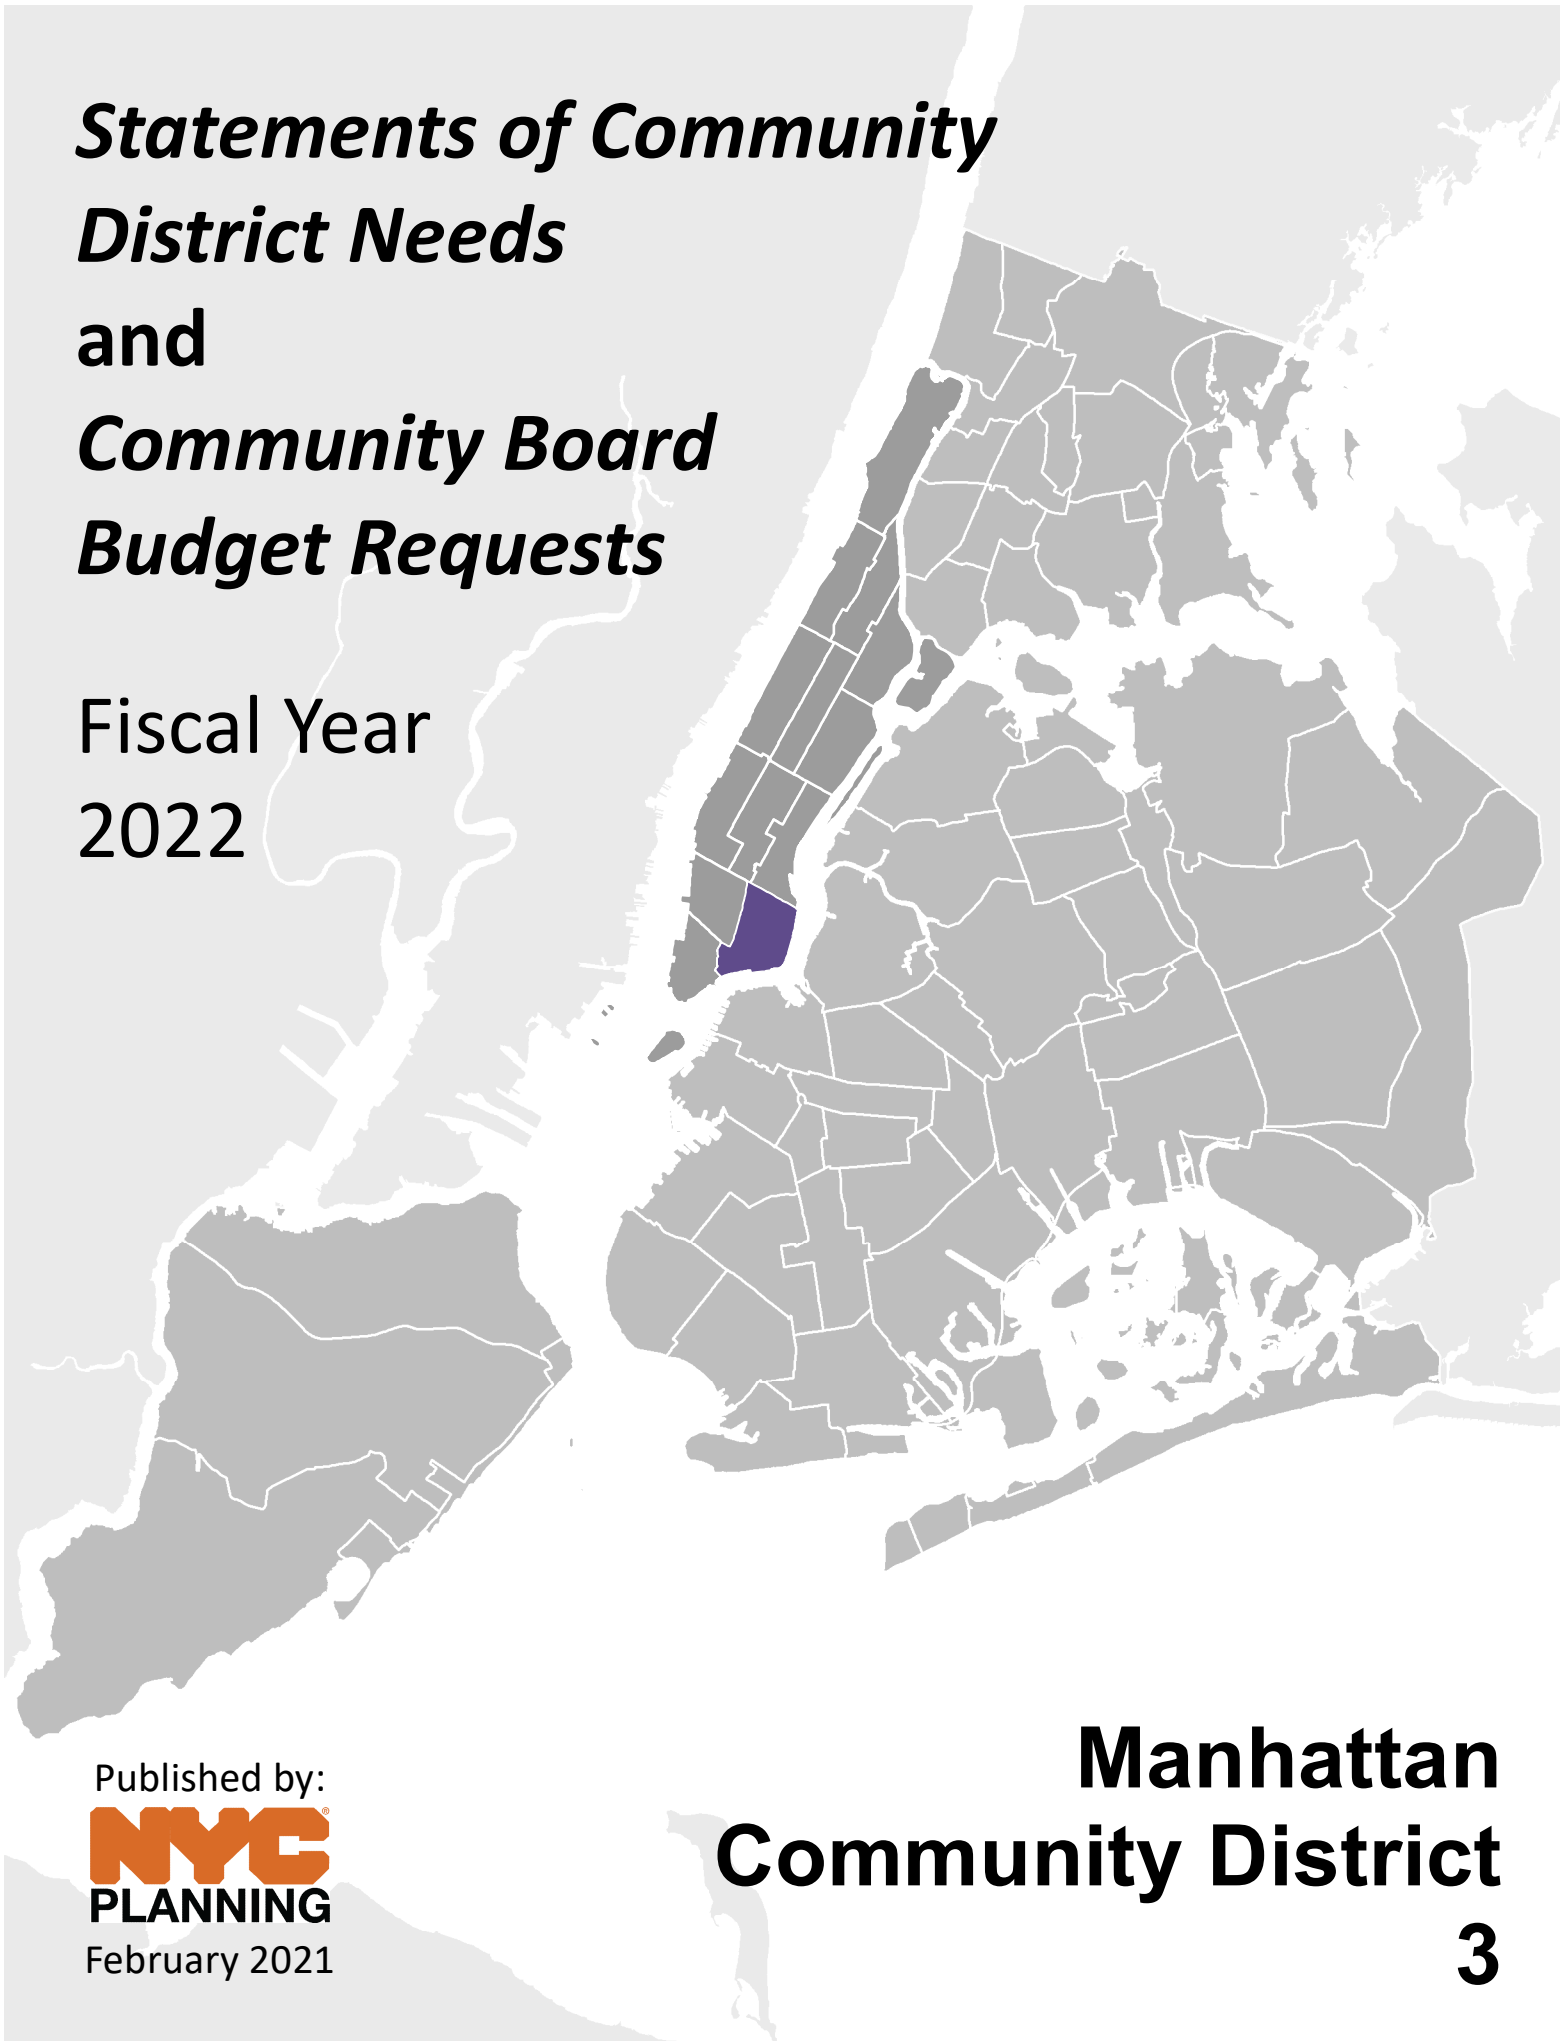 Statements of Community
District Needs
and
Community Board
Budget Requests
Fiscal Year
2022
Published by:
NYC®
PLANNING
February 2021
Manhattan
Community District
3